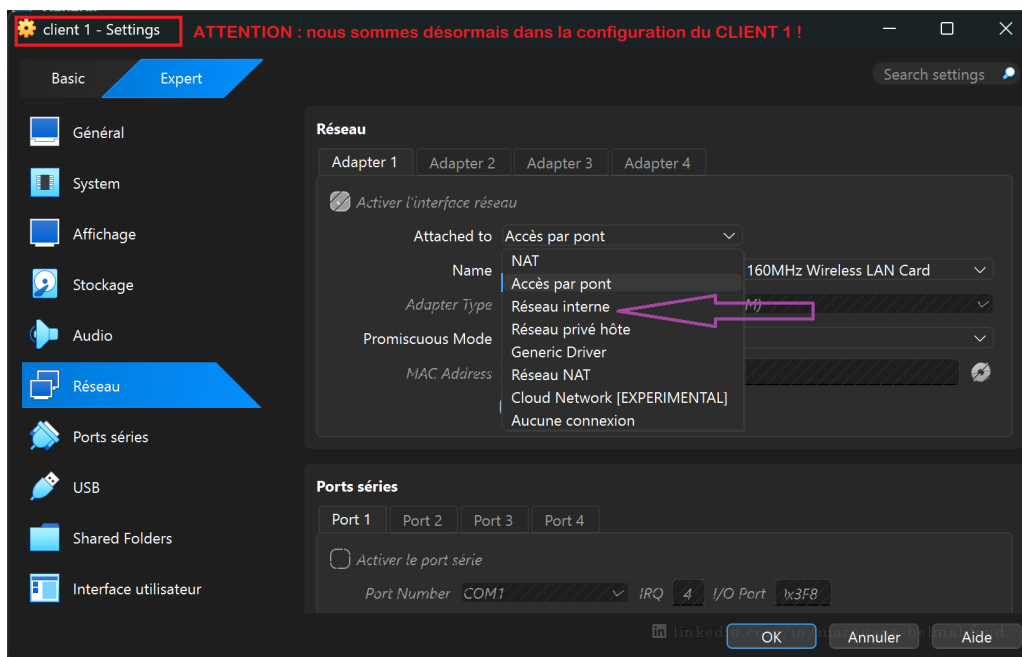 client 1 - Settings
ATTENTION : nous sommes désormais dans la configuration du CLIENT 1 !
Basic
Expert
Search settings
Général
System
Affichage
Stockage
Audio
Réseau
Ports séries
USB
Shared Folders
Interface utilisateur
Réseau
Adapter 1
Adapter 2
Adapter 3
Adapter 4
Activer l'interface réseau
Attached to
Accès par pont
NAT
Accès par pont
Réseau interne
Réseau privé hôte
Generic Driver
Réseau NAT
Cloud Network [EXPERIMENTAL]
Aucune connexion
Name
160MHz Wireless LAN Card
Adapter Type
M)
Promiscuous Mode
MAC Address
Ports séries
Port 1
Port 2
Port 3
Port 4
Activer le port série
Port Number
COM1
IRQ
4
I/O Port
0x3F8
OK
Annuler
Aide